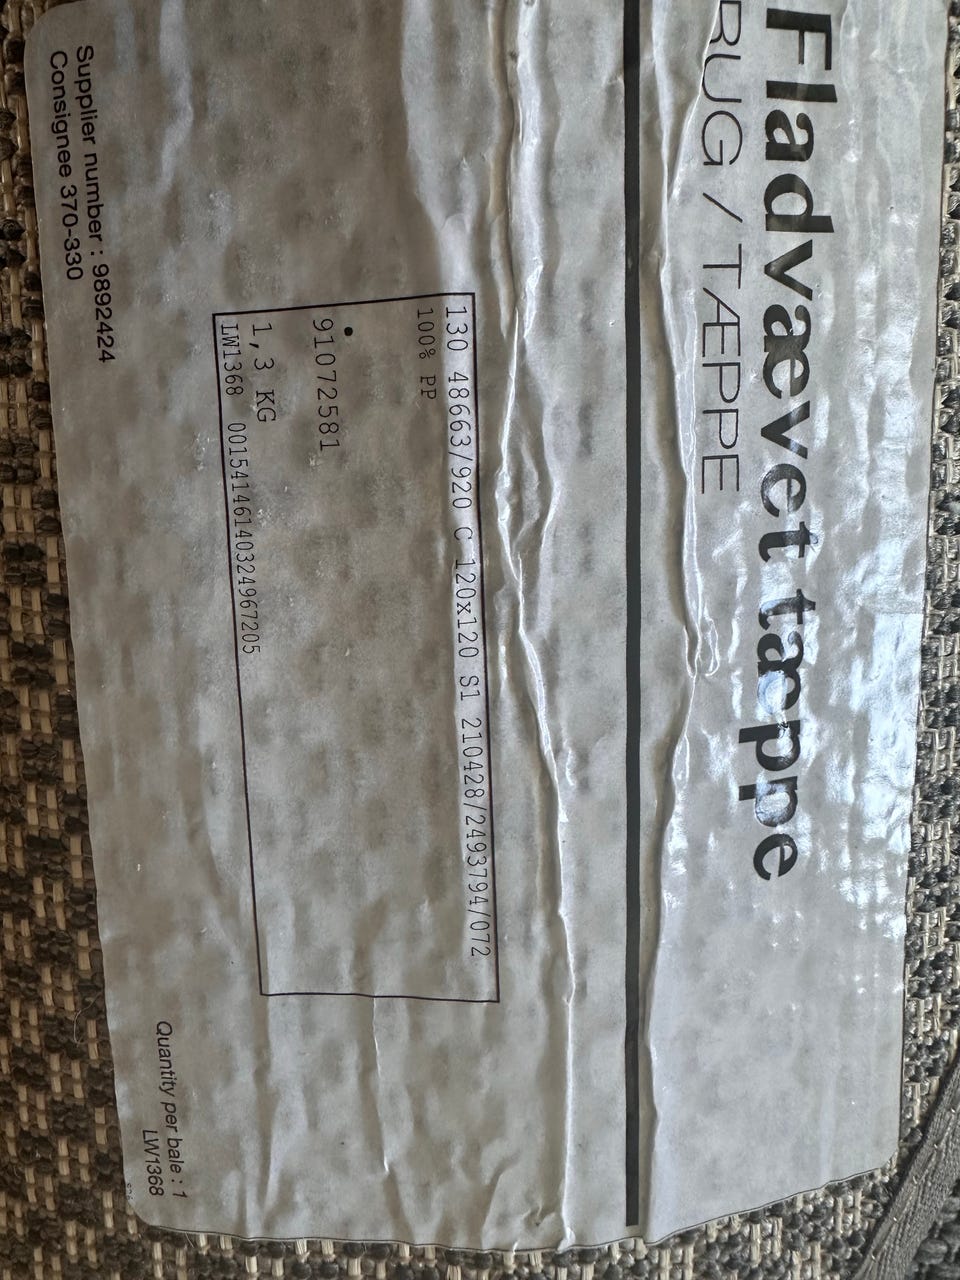 Fladvævet tæppe
RUG / TÆPPE
130 48663/920 C 120x120 S1 210428/2493794/072
100% PP
91072581
1,3 KG
LW1368 00154146140324967205
Supplier number : 9892424
Consignee 370-330
Quantity per bale : 1
LW1368